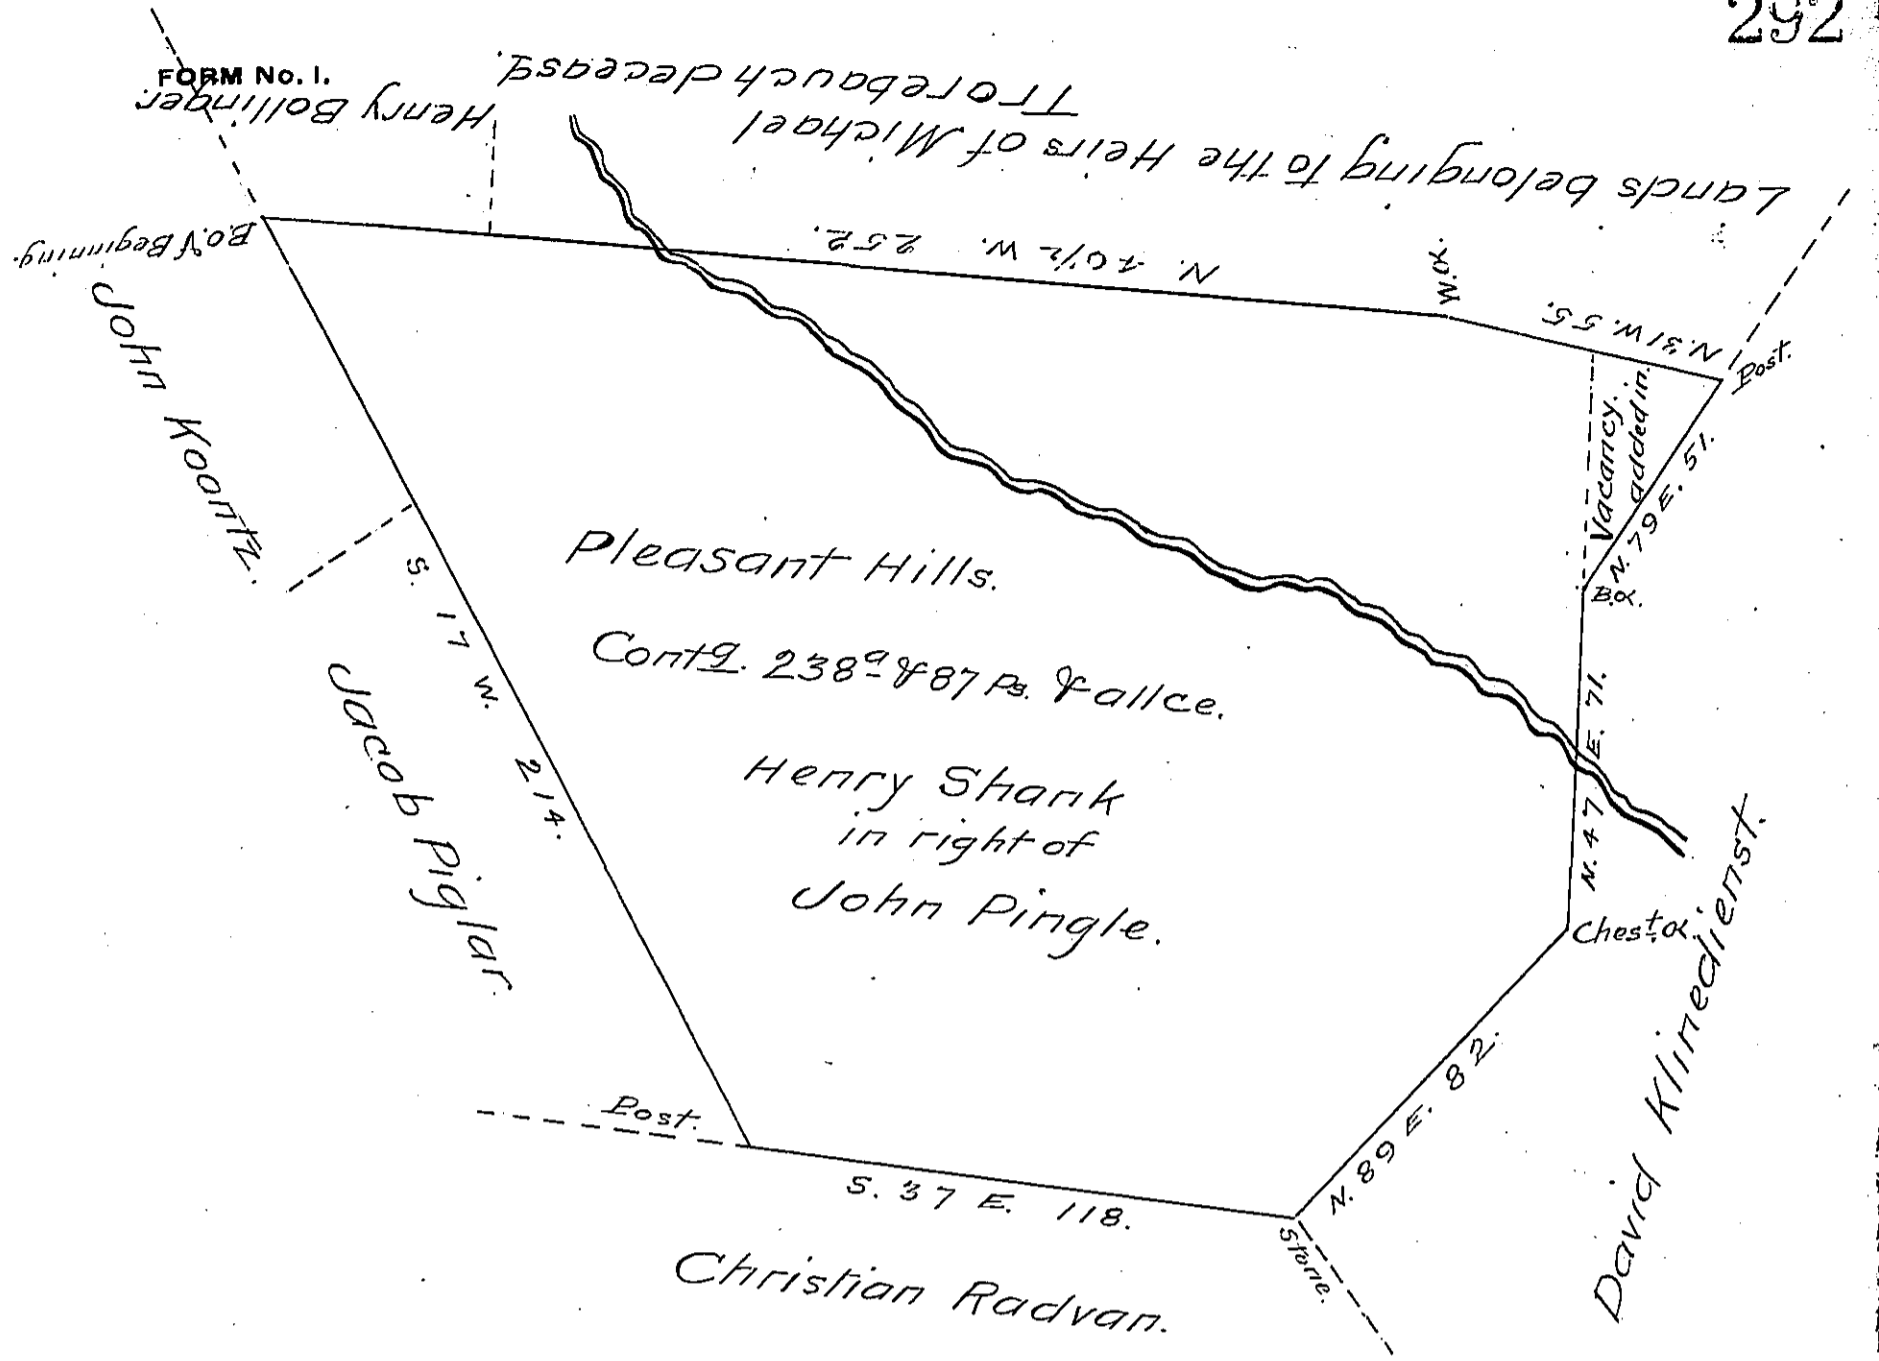 292
FORM No. 1.
Henry Bollinger.
Lands belonging to the Heirs of Michael
Trorebauch deceasd.
B.O. & Beginning.
N. 40 1/2 W. 252.
W.O.
N. 31 W. 55.
Post.
Vacancy.
added in.
N. 79 E. 51.
B.O.
N. 47 E. 71.
Chest. O.
N. 89 E. 82.
Stone.
S. 37 E. 118.
Post.
S. 17 W. 214.
John Koontz.
Jacob Piglar.
Pleasant Hills.
Contg. 238a & 87 Ps. & allce.
Henry Shank
in right of
John Pingle.
Christian Radvan.
David Klinedienst.